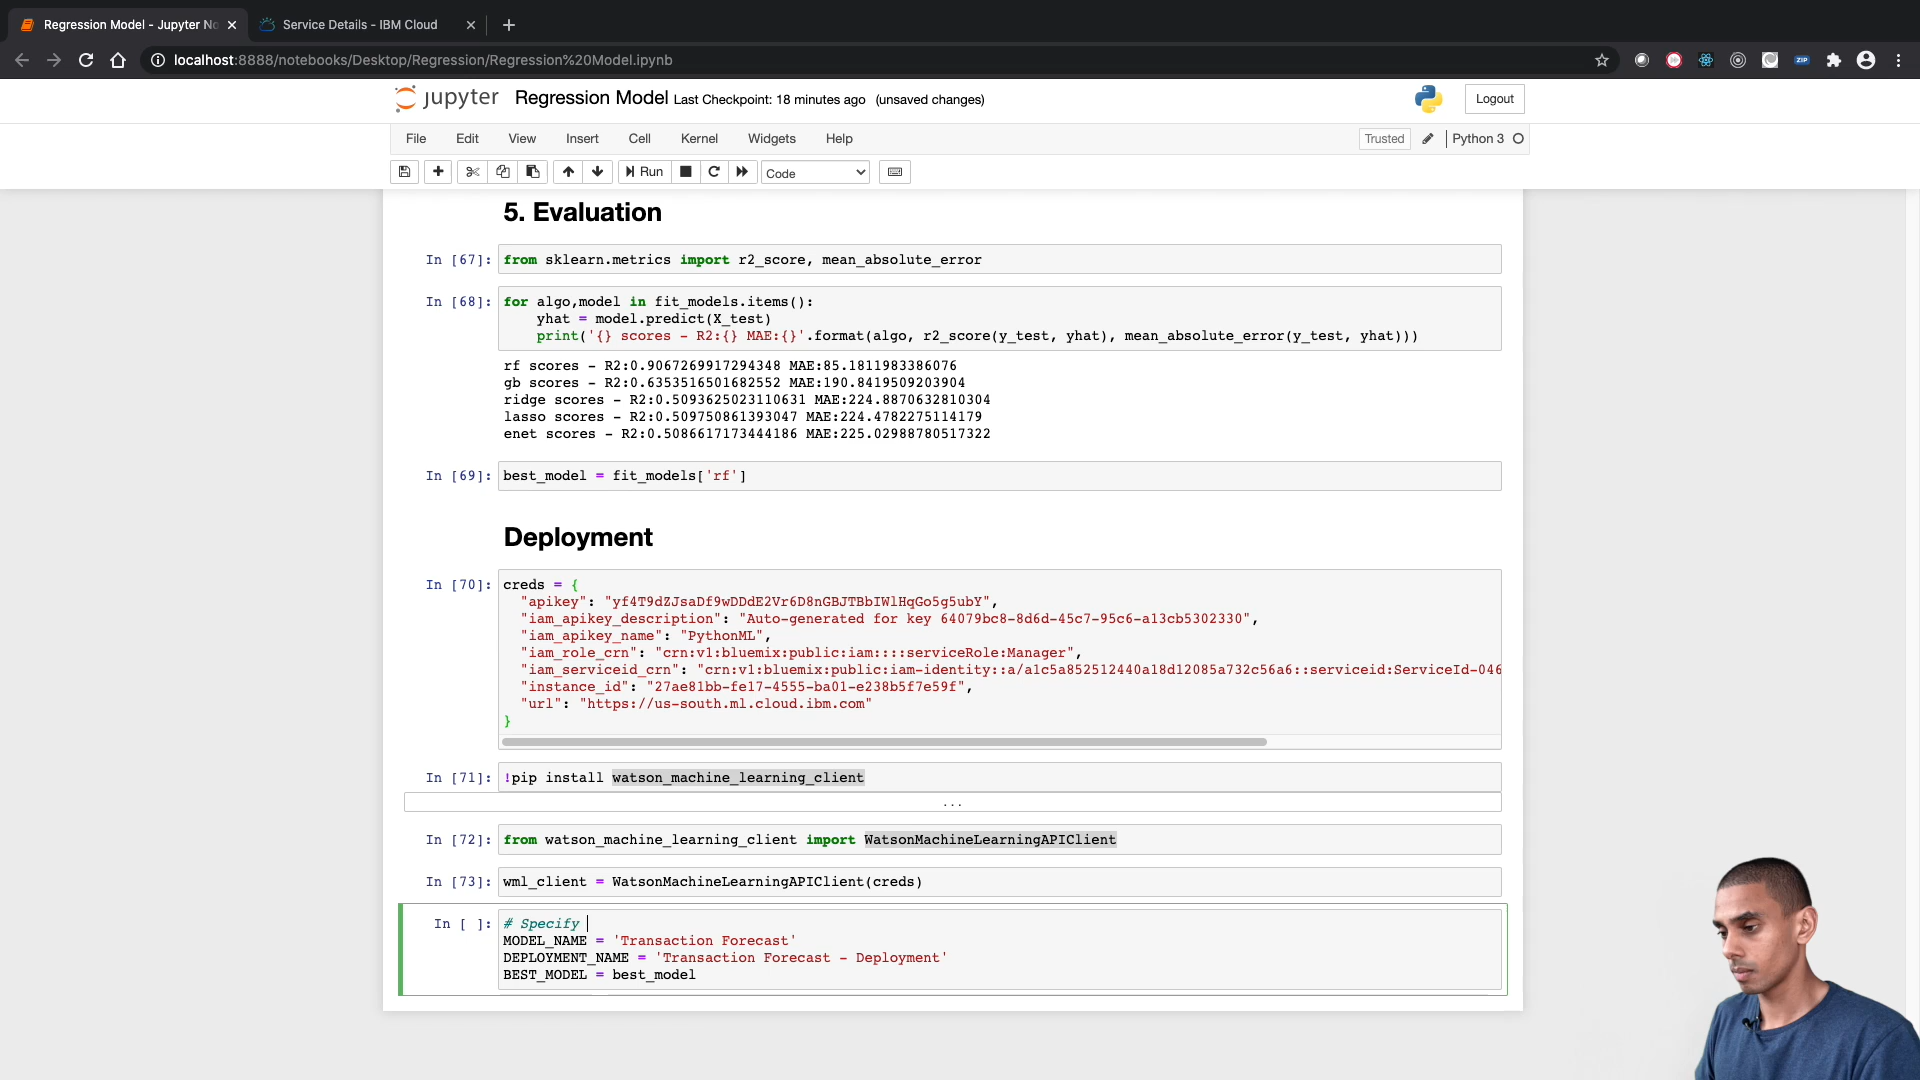 Regression Model - Jupyter No
Service Details - IBM Cloud
localhost:8888/notebooks/Desktop/Regression/Regression%20Model.ipynb
ZIP
jupyter Regression Model Last Checkpoint: 18 minutes ago (unsaved changes)
Logout
File Edit View Insert Cell Kernel Widgets Help
Trusted Python 3
Run Code
5. Evaluation
In [67]: from sklearn.metrics import r2_score, mean_absolute_error
In [68]: for algo,model in fit_models.items():
yhat = model.predict(X_test)
print('{} scores - R2:{} MAE:{}'.format(algo, r2_score(y_test, yhat), mean_absolute_error(y_test, yhat)))
rf scores - R2:0.9067269917294348 MAE:85.1811983386076
gb scores - R2:0.6353516501682552 MAE:190.8419509203904
ridge scores - R2:0.5093625023110631 MAE:224.8870632810304
lasso scores - R2:0.509750861393047 MAE:224.4782275114179
enet scores - R2:0.5086617173444186 MAE:225.02988780517322
In [69]: best_model = fit_models['rf']
Deployment
In [70]: creds = {
"apikey": "yf4T9dZJsaDf9wDDdE2Vr6D8nGBJTBbIWlHqGo5g5ubY",
"iam_apikey_description": "Auto-generated for key 64079bc8-8d6d-45c7-95c6-a13cb5302330",
"iam_apikey_name": "PythonML",
"iam_role_crn": "crn:v1:bluemix:public:iam::::serviceRole:Manager",
"iam_serviceid_crn": "crn:v1:bluemix:public:iam-identity::a/a1c5a852512440a18d12085a732c56a6::serviceid:ServiceId-046
"instance_id": "27ae81bb-fe17-4555-ba01-e238b5f7e59f",
"url": "https://us-south.ml.cloud.ibm.com"
}
In [71]: !pip install watson_machine_learning_client
...
In [72]: from watson_machine_learning_client import WatsonMachineLearningAPIClient
In [73]: wml_client = WatsonMachineLearningAPIClient(creds)
In [ ]: # Specify
MODEL_NAME = 'Transaction Forecast'
DEPLOYMENT_NAME = 'Transaction Forecast - Deployment'
BEST_MODEL = best_model